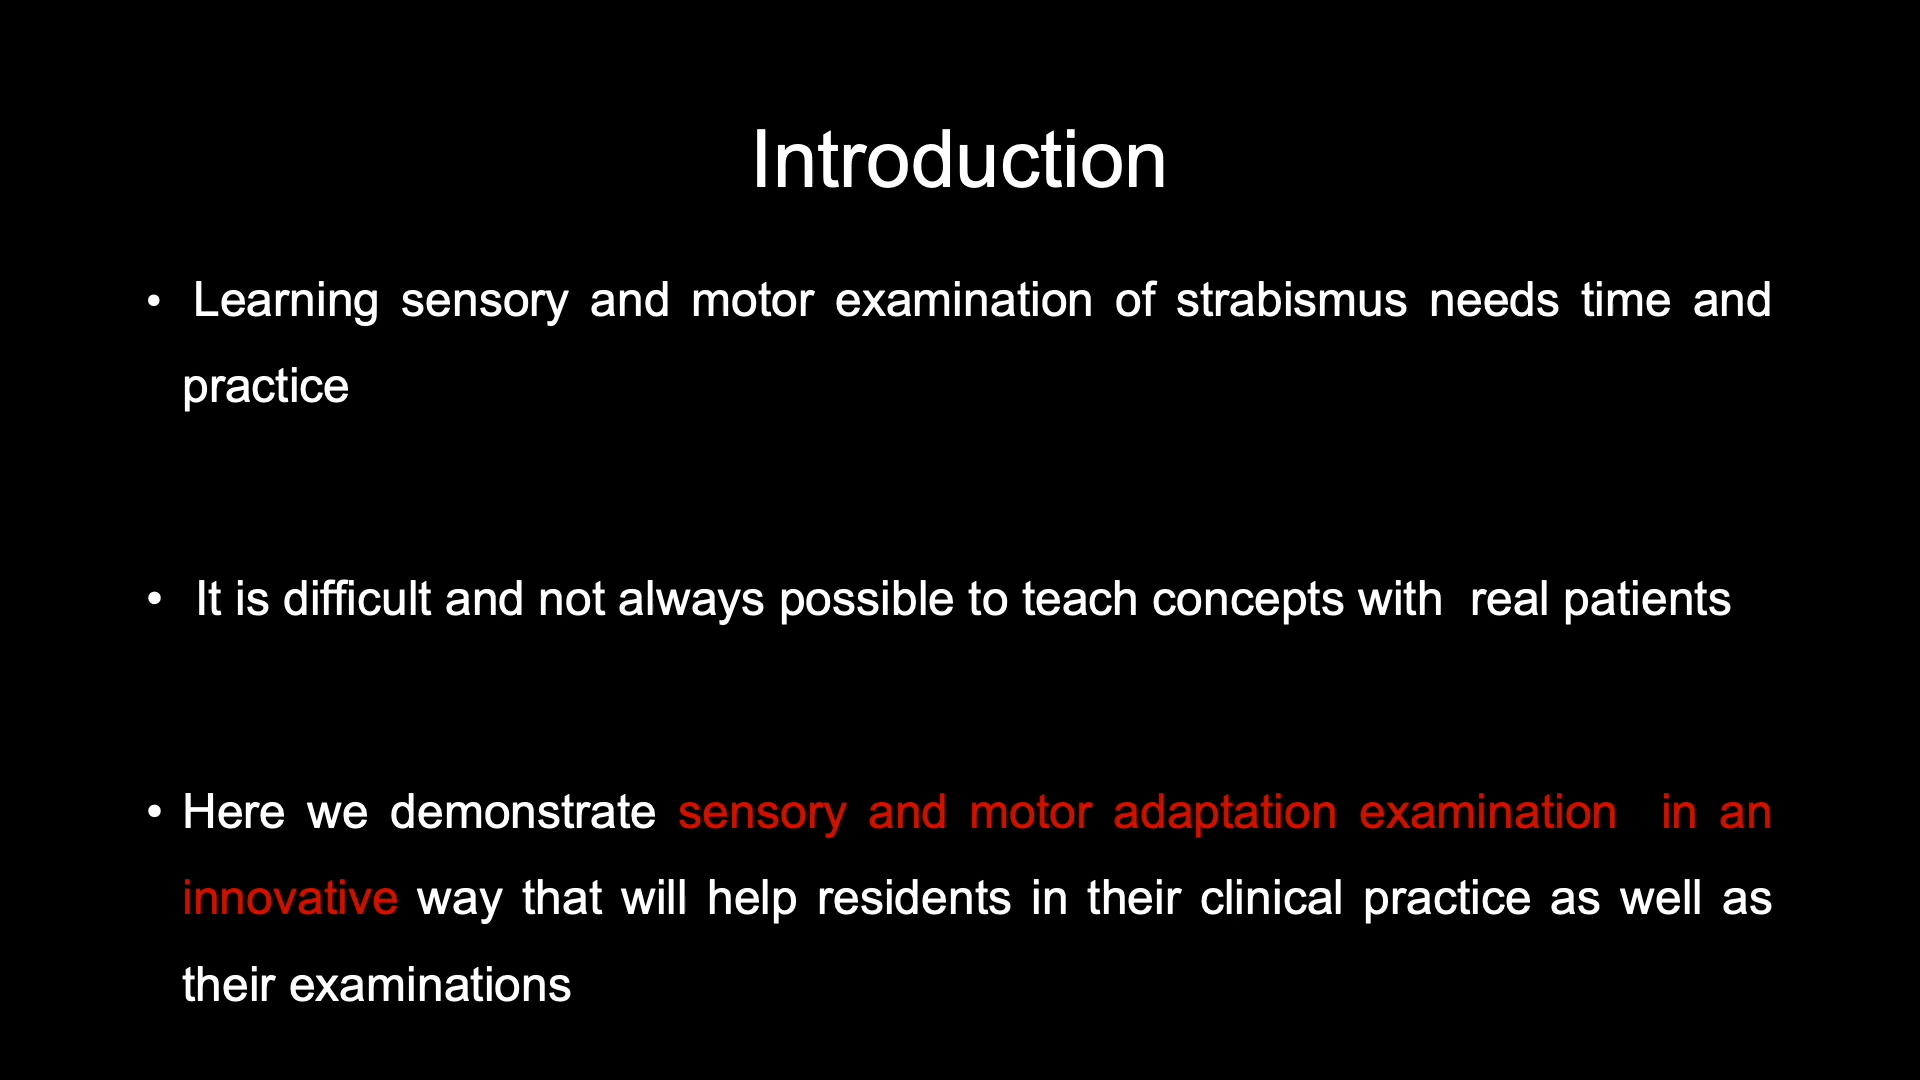 Introduction
• Learning sensory and motor examination of strabismus needs time and
practice
• It is difficult and not always possible to teach concepts with  real patients
• Here we demonstrate sensory and motor adaptation examination  in an
innovative way that will help residents in their clinical practice as well as
their examinations